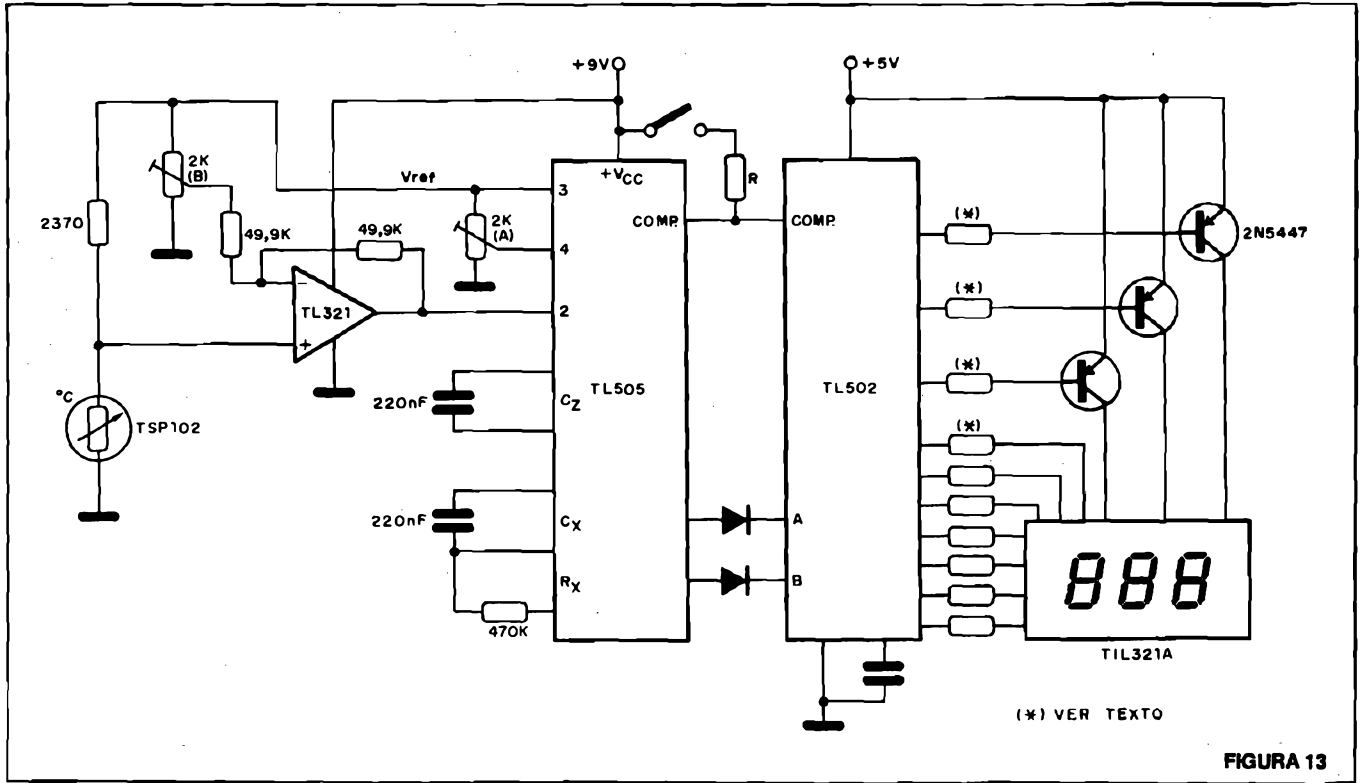 +9V
+5V
2K
(B)
2370
49,9K
49,9K
Vref
2K
(A)
+VCC
3
4
2
COMP.
R
COMP.
(*)
2N5447
(*)
(*)
(*)
-
+
TL321
°C
TSP102
220nF
CZ
TL505
TL502
220nF
CX
RX
470K
A
B
888
TIL321A
(*) VER TEXTO
FIGURA 13